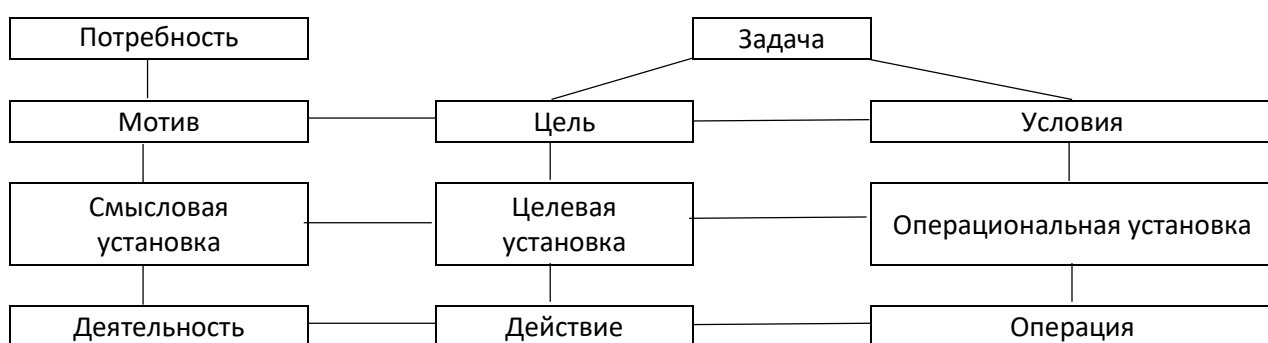 Потребность
Задача
Мотив
Цель
Условия
Смысловая
установка
Целевая
установка
Операциональная установка
Деятельность
Действие
Операция